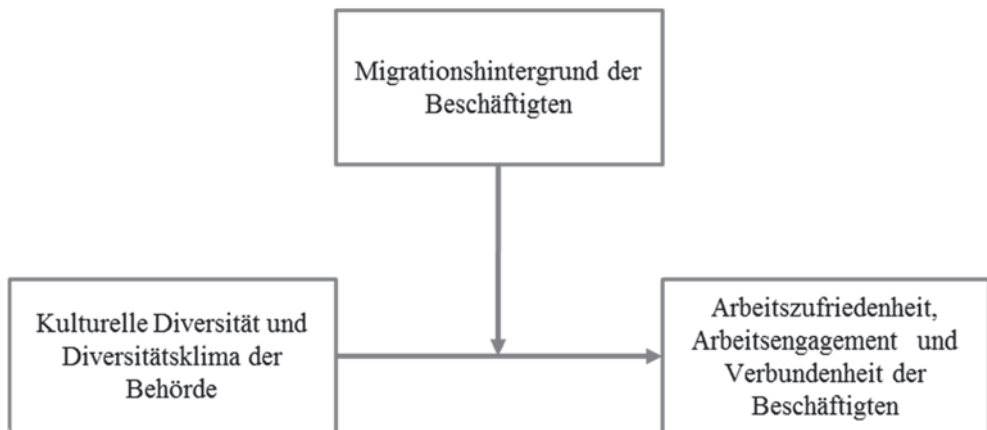 Migrationshintergrund der
Beschäftigten
Kulturelle Diversität und
Diversitätsklima der
Behörde
Arbeitszufriedenheit,
Arbeitsengagement und
Verbundenheit der
Beschäftigten